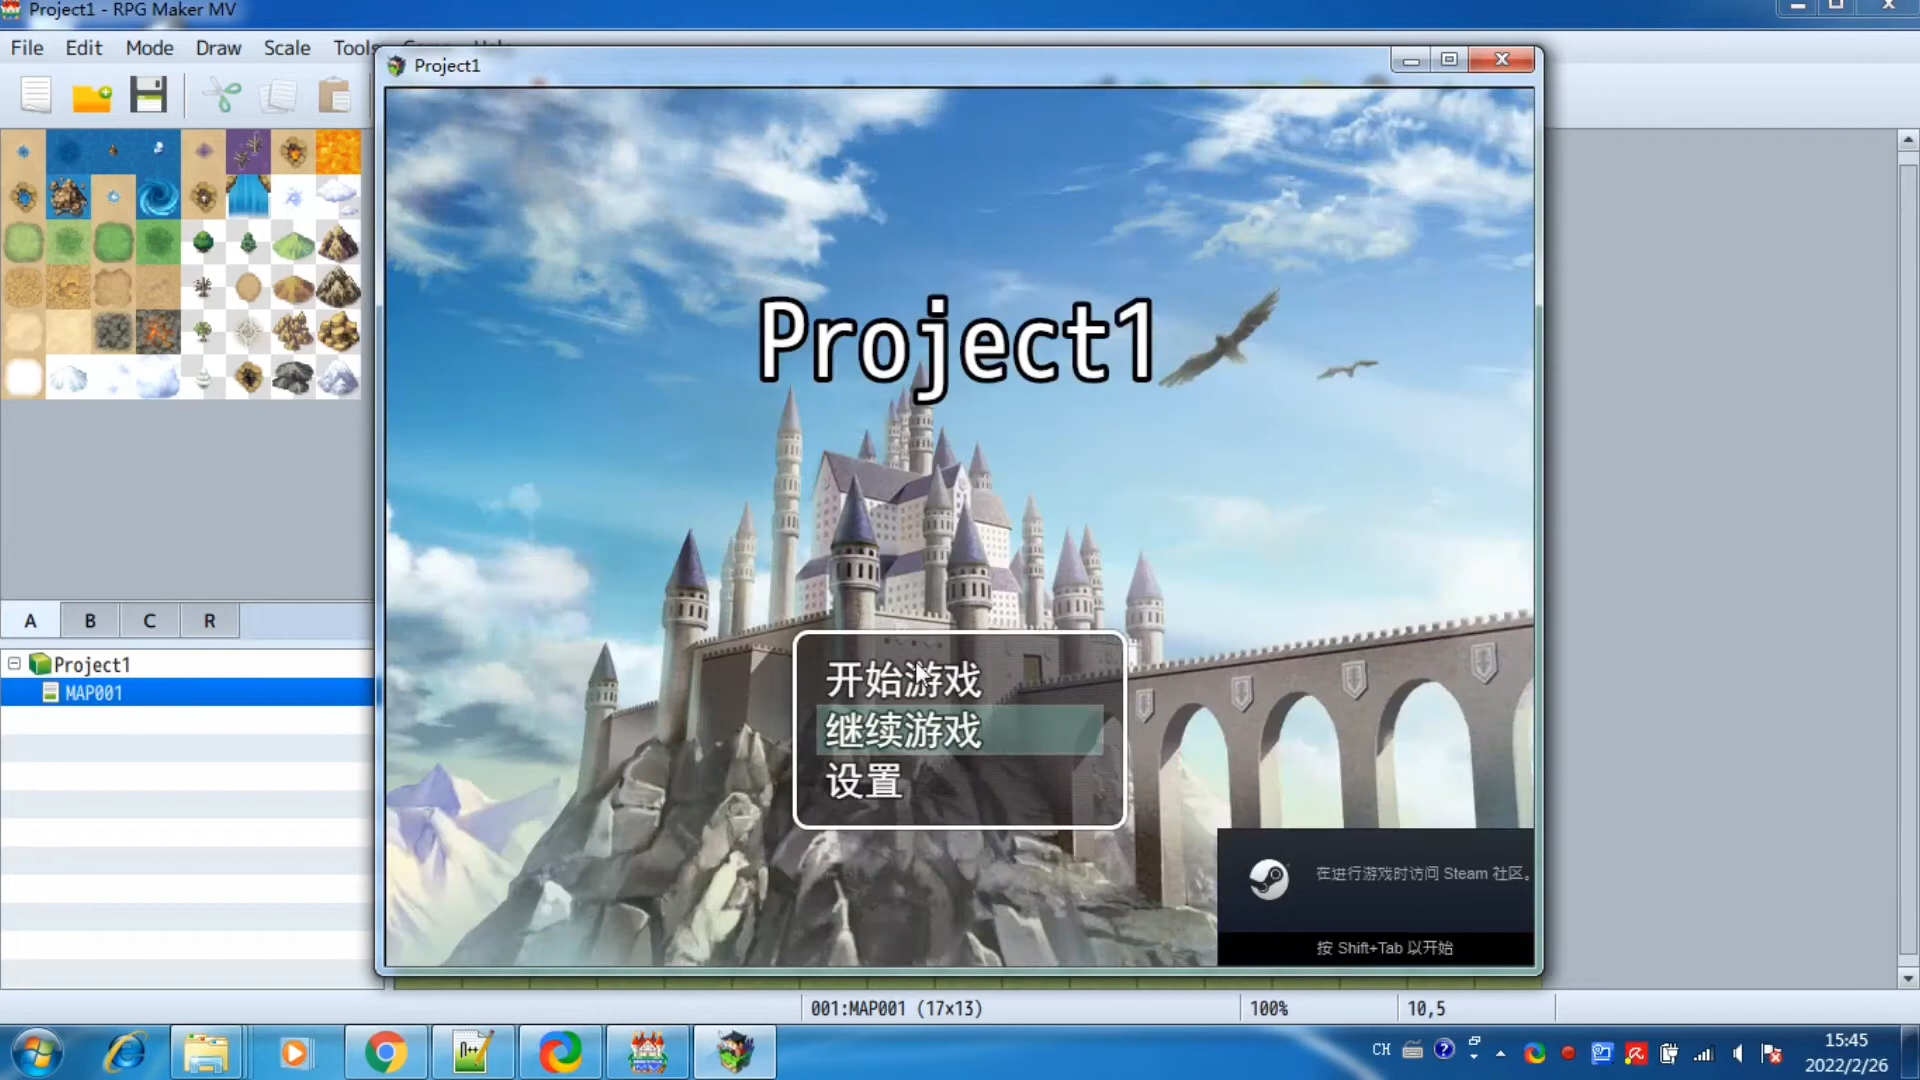 Project1 - RPG Maker MV
File Edit Mode Draw Scale Tools
Project1
Project1
开始游戏
继续游戏
设置
A B C R
Project1
MAP001
在进行游戏时访问 Steam 社区。
按 Shift+Tab 以开始
001:MAP001 (17x13) 100% 10,5
CH
15:45
2022/2/26